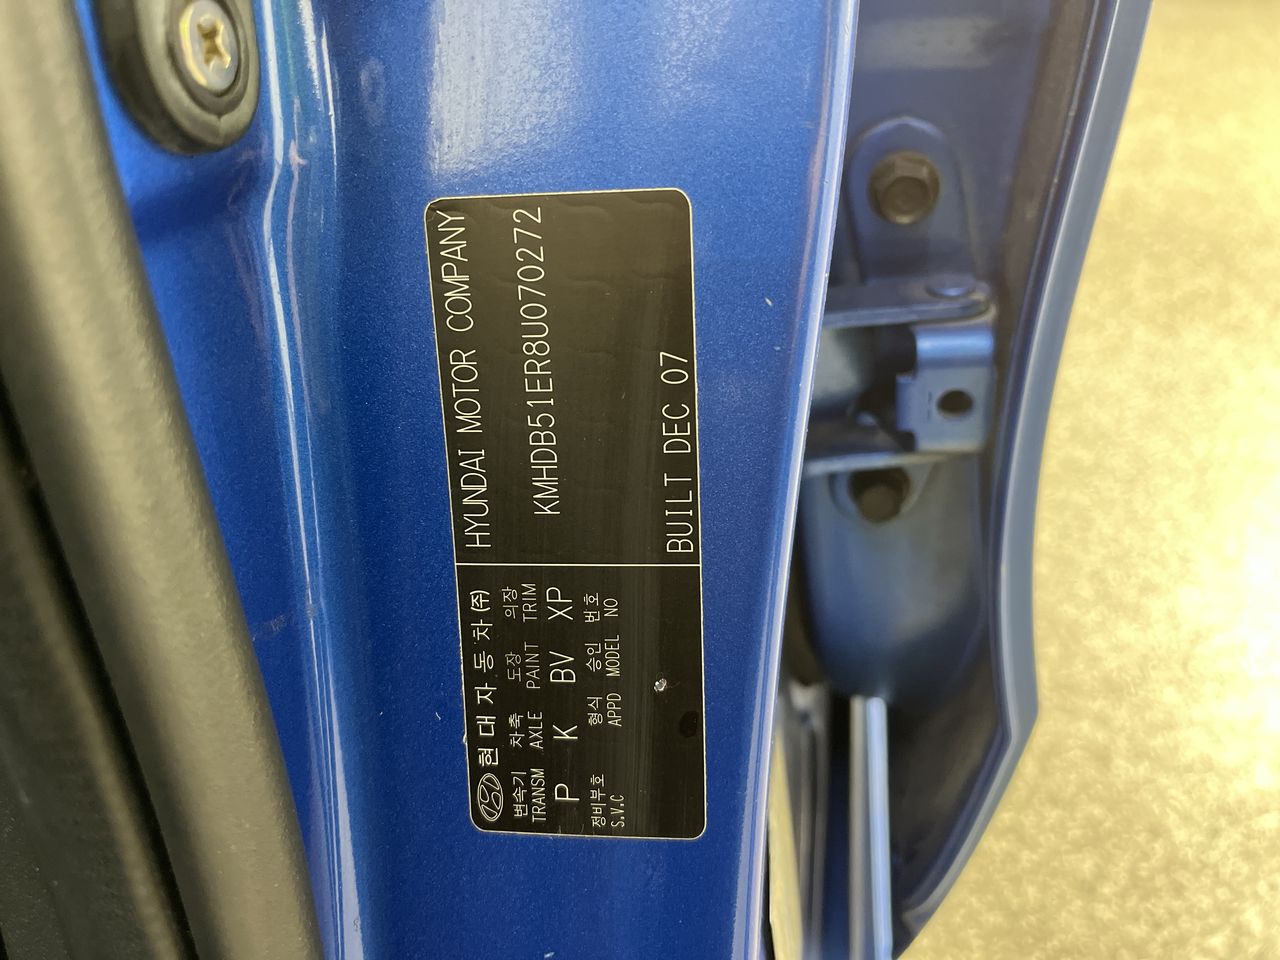 현대자동차(주) HYUNDAI MOTOR COMPANY
변속기 차축 도장 의장
TRANSM AXLE PAINT TRIM KMHDB51ER8U070272
P K BV XP
정비부호 형식 승인 번호
S.V.C APPD MODEL NO
BUILT DEC 07